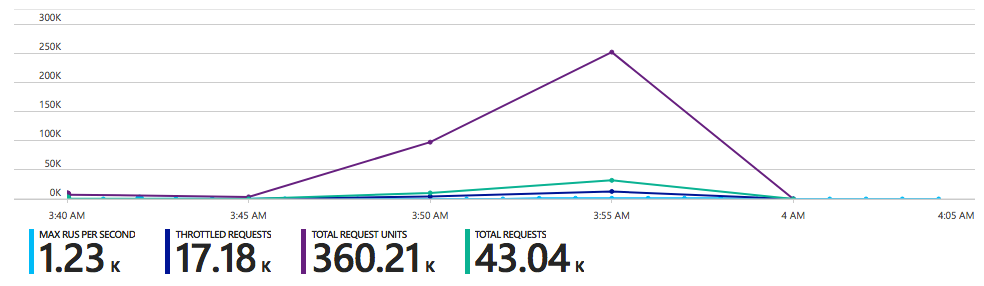 300K
250K
200K
150K
100K
50K
0K
3:40 AM 3:45 AM 3:50 AM 3:55 AM 4 AM 4:05 AM
MAX RUS PER SECOND THROTTLED REQUESTS TOTAL REQUEST UNITS TOTAL REQUESTS
1.23 K 17.18 K 360.21 K 43.04 K